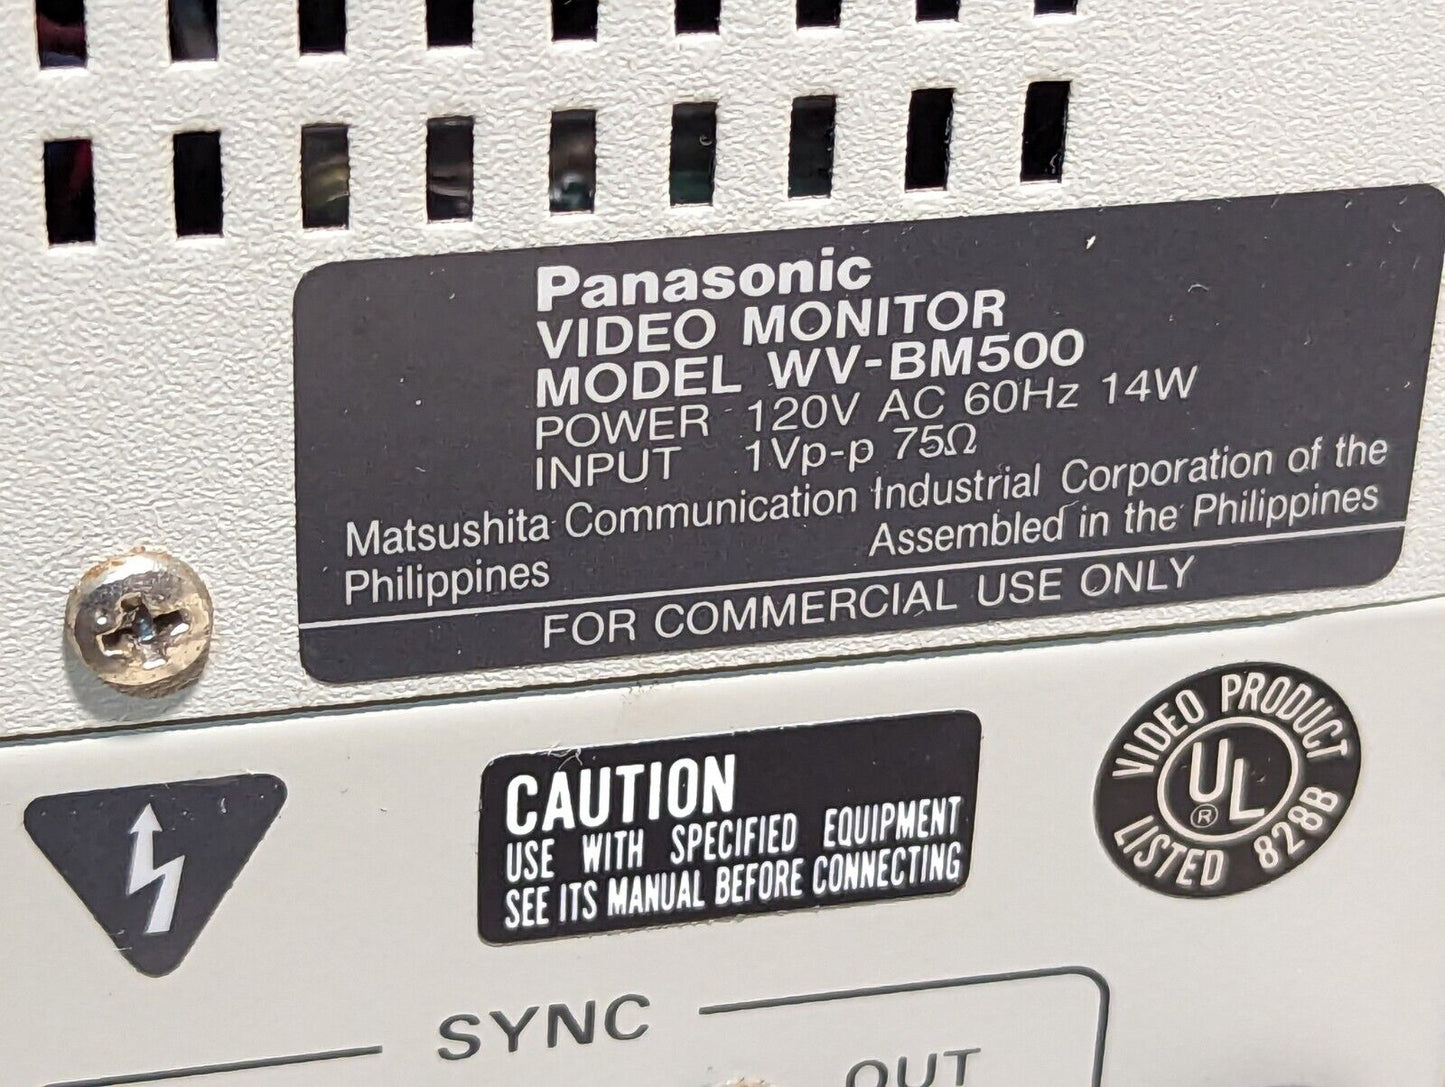 Panasonic
VIDEO MONITOR
MODEL WV-BM500
POWER 120V AC 60Hz 14W
INPUT 1Vp-p 75Ω
Matsushita Communication Industrial Corporation of the
Philippines
Assembled in the Philippines
FOR COMMERCIAL USE ONLY
CAUTION
USE WITH SPECIFIED EQUIPMENT
SEE ITS MANUAL BEFORE CONNECTING
VIDEO PRODUCT
UL®
LISTED 828B
SYNC
OUT